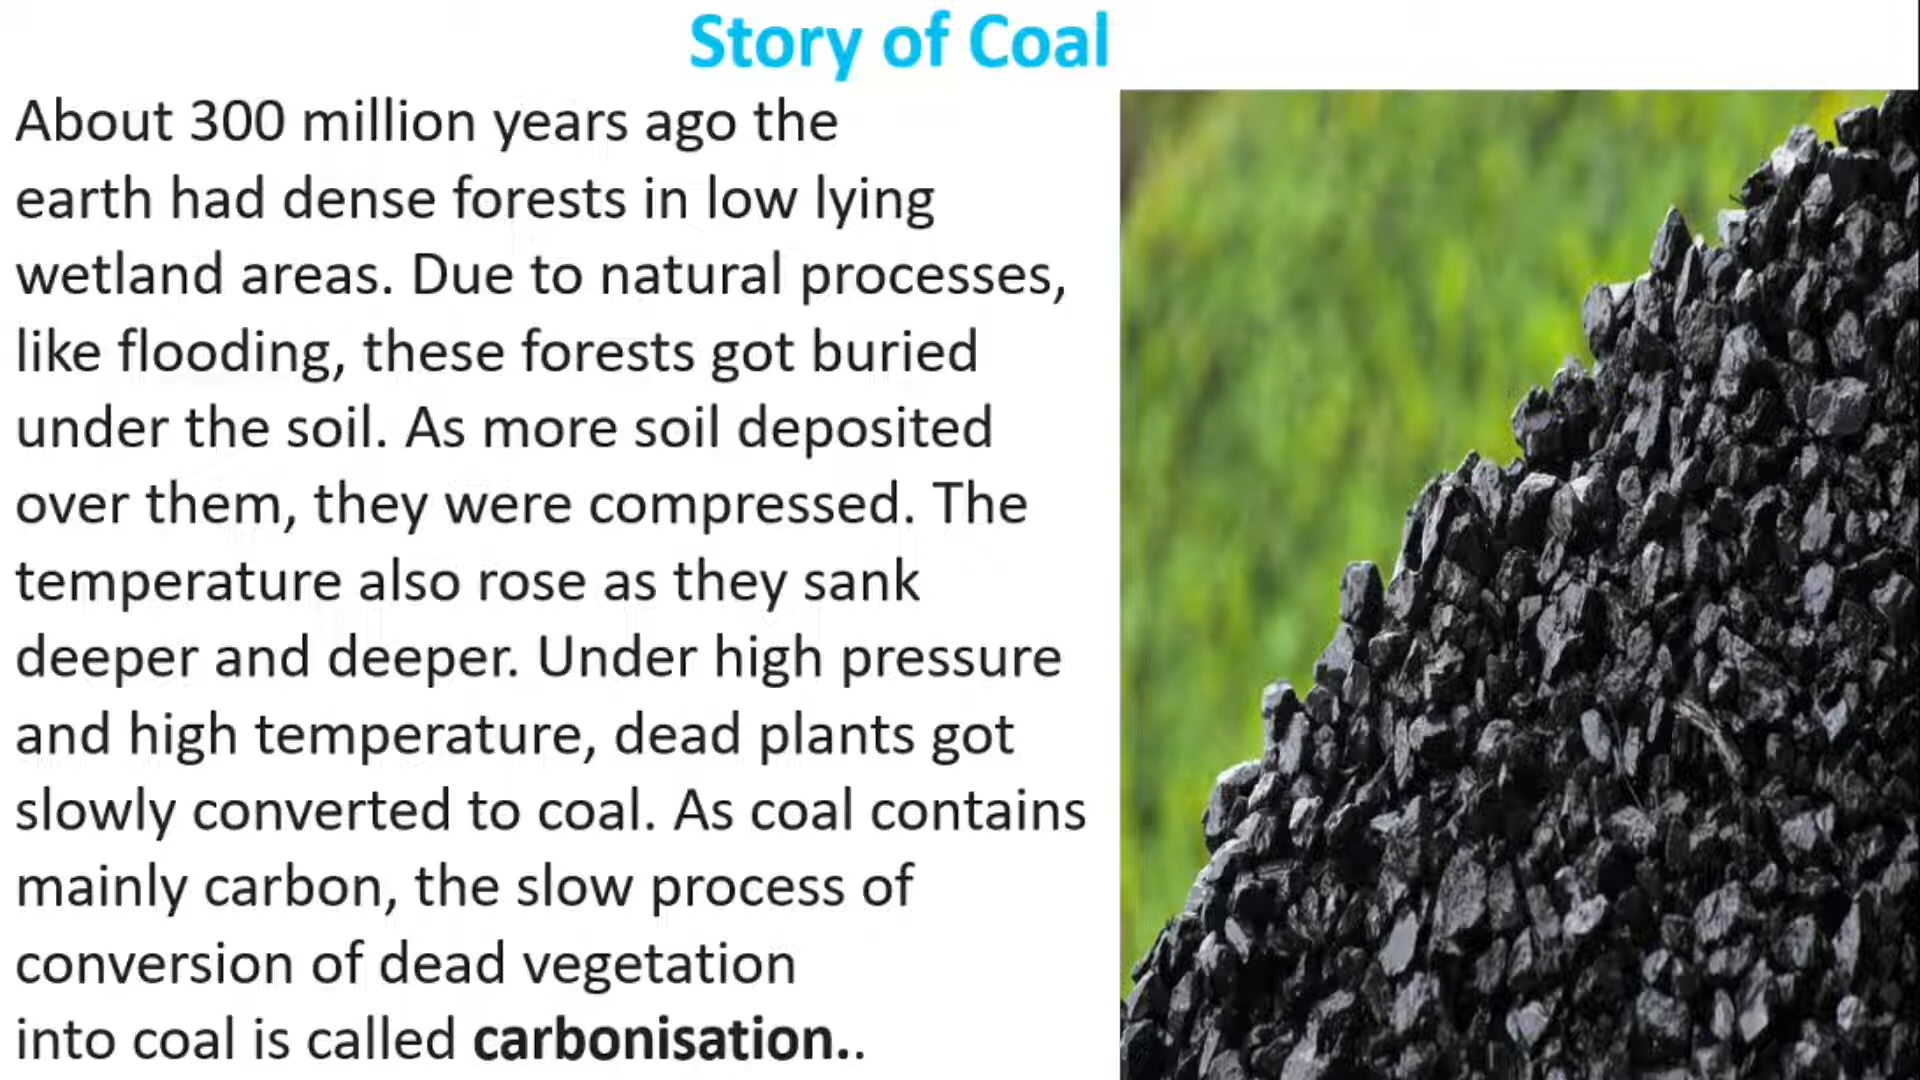 Story of Coal
About 300 million years ago the
earth had dense forests in low lying
wetland areas. Due to natural processes,
like flooding, these forests got buried
under the soil. As more soil deposited
over them, they were compressed. The
temperature also rose as they sank
deeper and deeper. Under high pressure
and high temperature, dead plants got
slowly converted to coal. As coal contains
mainly carbon, the slow process of
conversion of dead vegetation
into coal is called carbonisation..